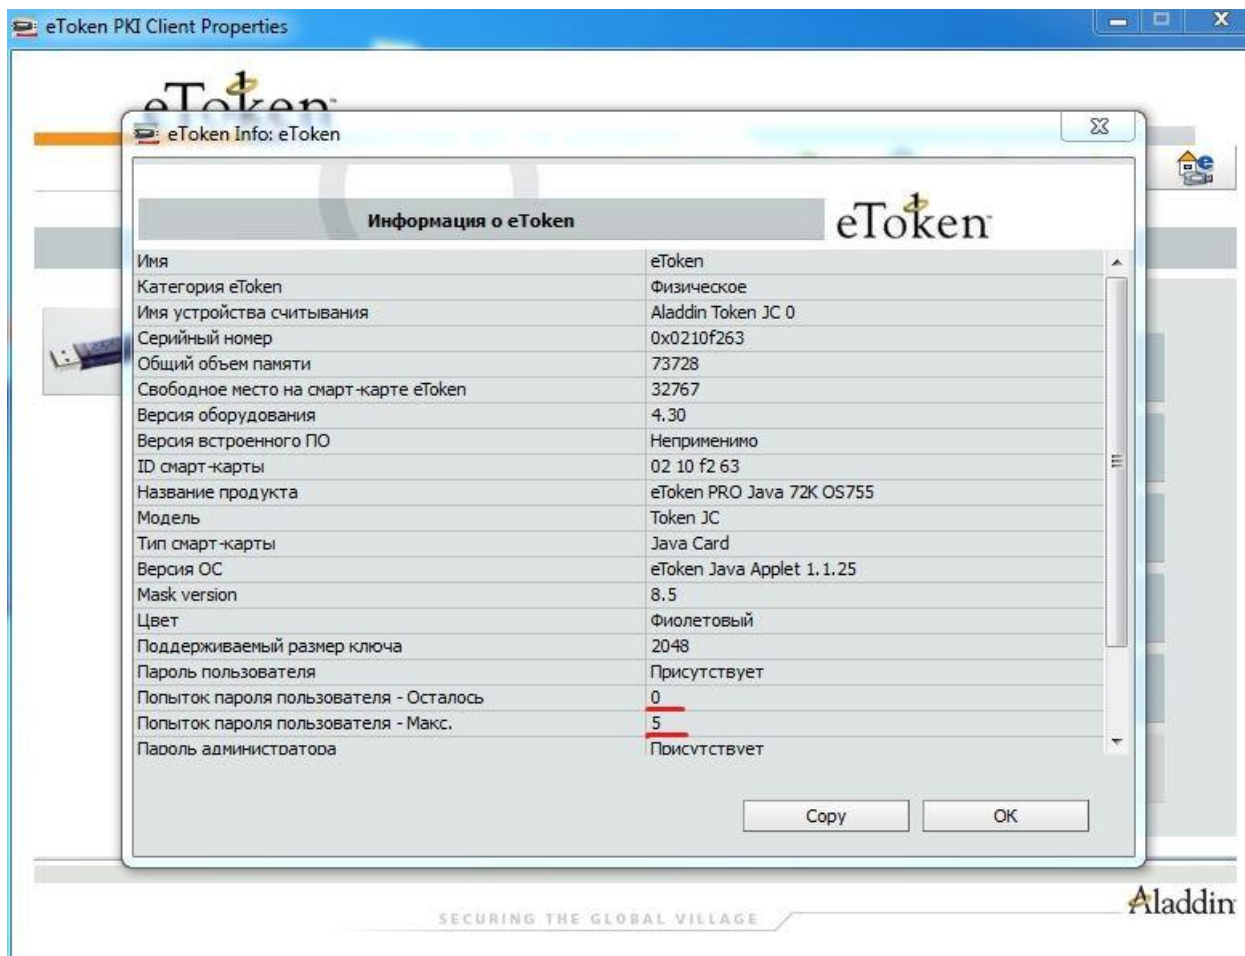 eToken PKI Client Properties
eToken
eToken Info: eToken
Информация о eToken
eToken
Имя eToken
Категория eToken Физическое
Имя устройства считывания Aladdin Token JC 0
Серийный номер 0x0210f263
Общий объем памяти 73728
Свободное место на смарт-карте eToken 32767
Версия оборудования 4.30
Версия встроенного ПО Неприменимо
ID смарт-карты 02 10 f2 63
Название продукта eToken PRO Java 72K OS755
Модель Token JC
Тип смарт-карты Java Card
Версия ОС eToken Java Applet 1.1.25
Mask version 8.5
Цвет Фиолетовый
Поддерживаемый размер ключа 2048
Пароль пользователя Присутствует
Попыток пароля пользователя - Осталось 0
Попыток пароля пользователя - Макс. 5
Пароль администратора Присутствует
Copy OK
Aladdin
SECURING THE GLOBAL VILLAGE